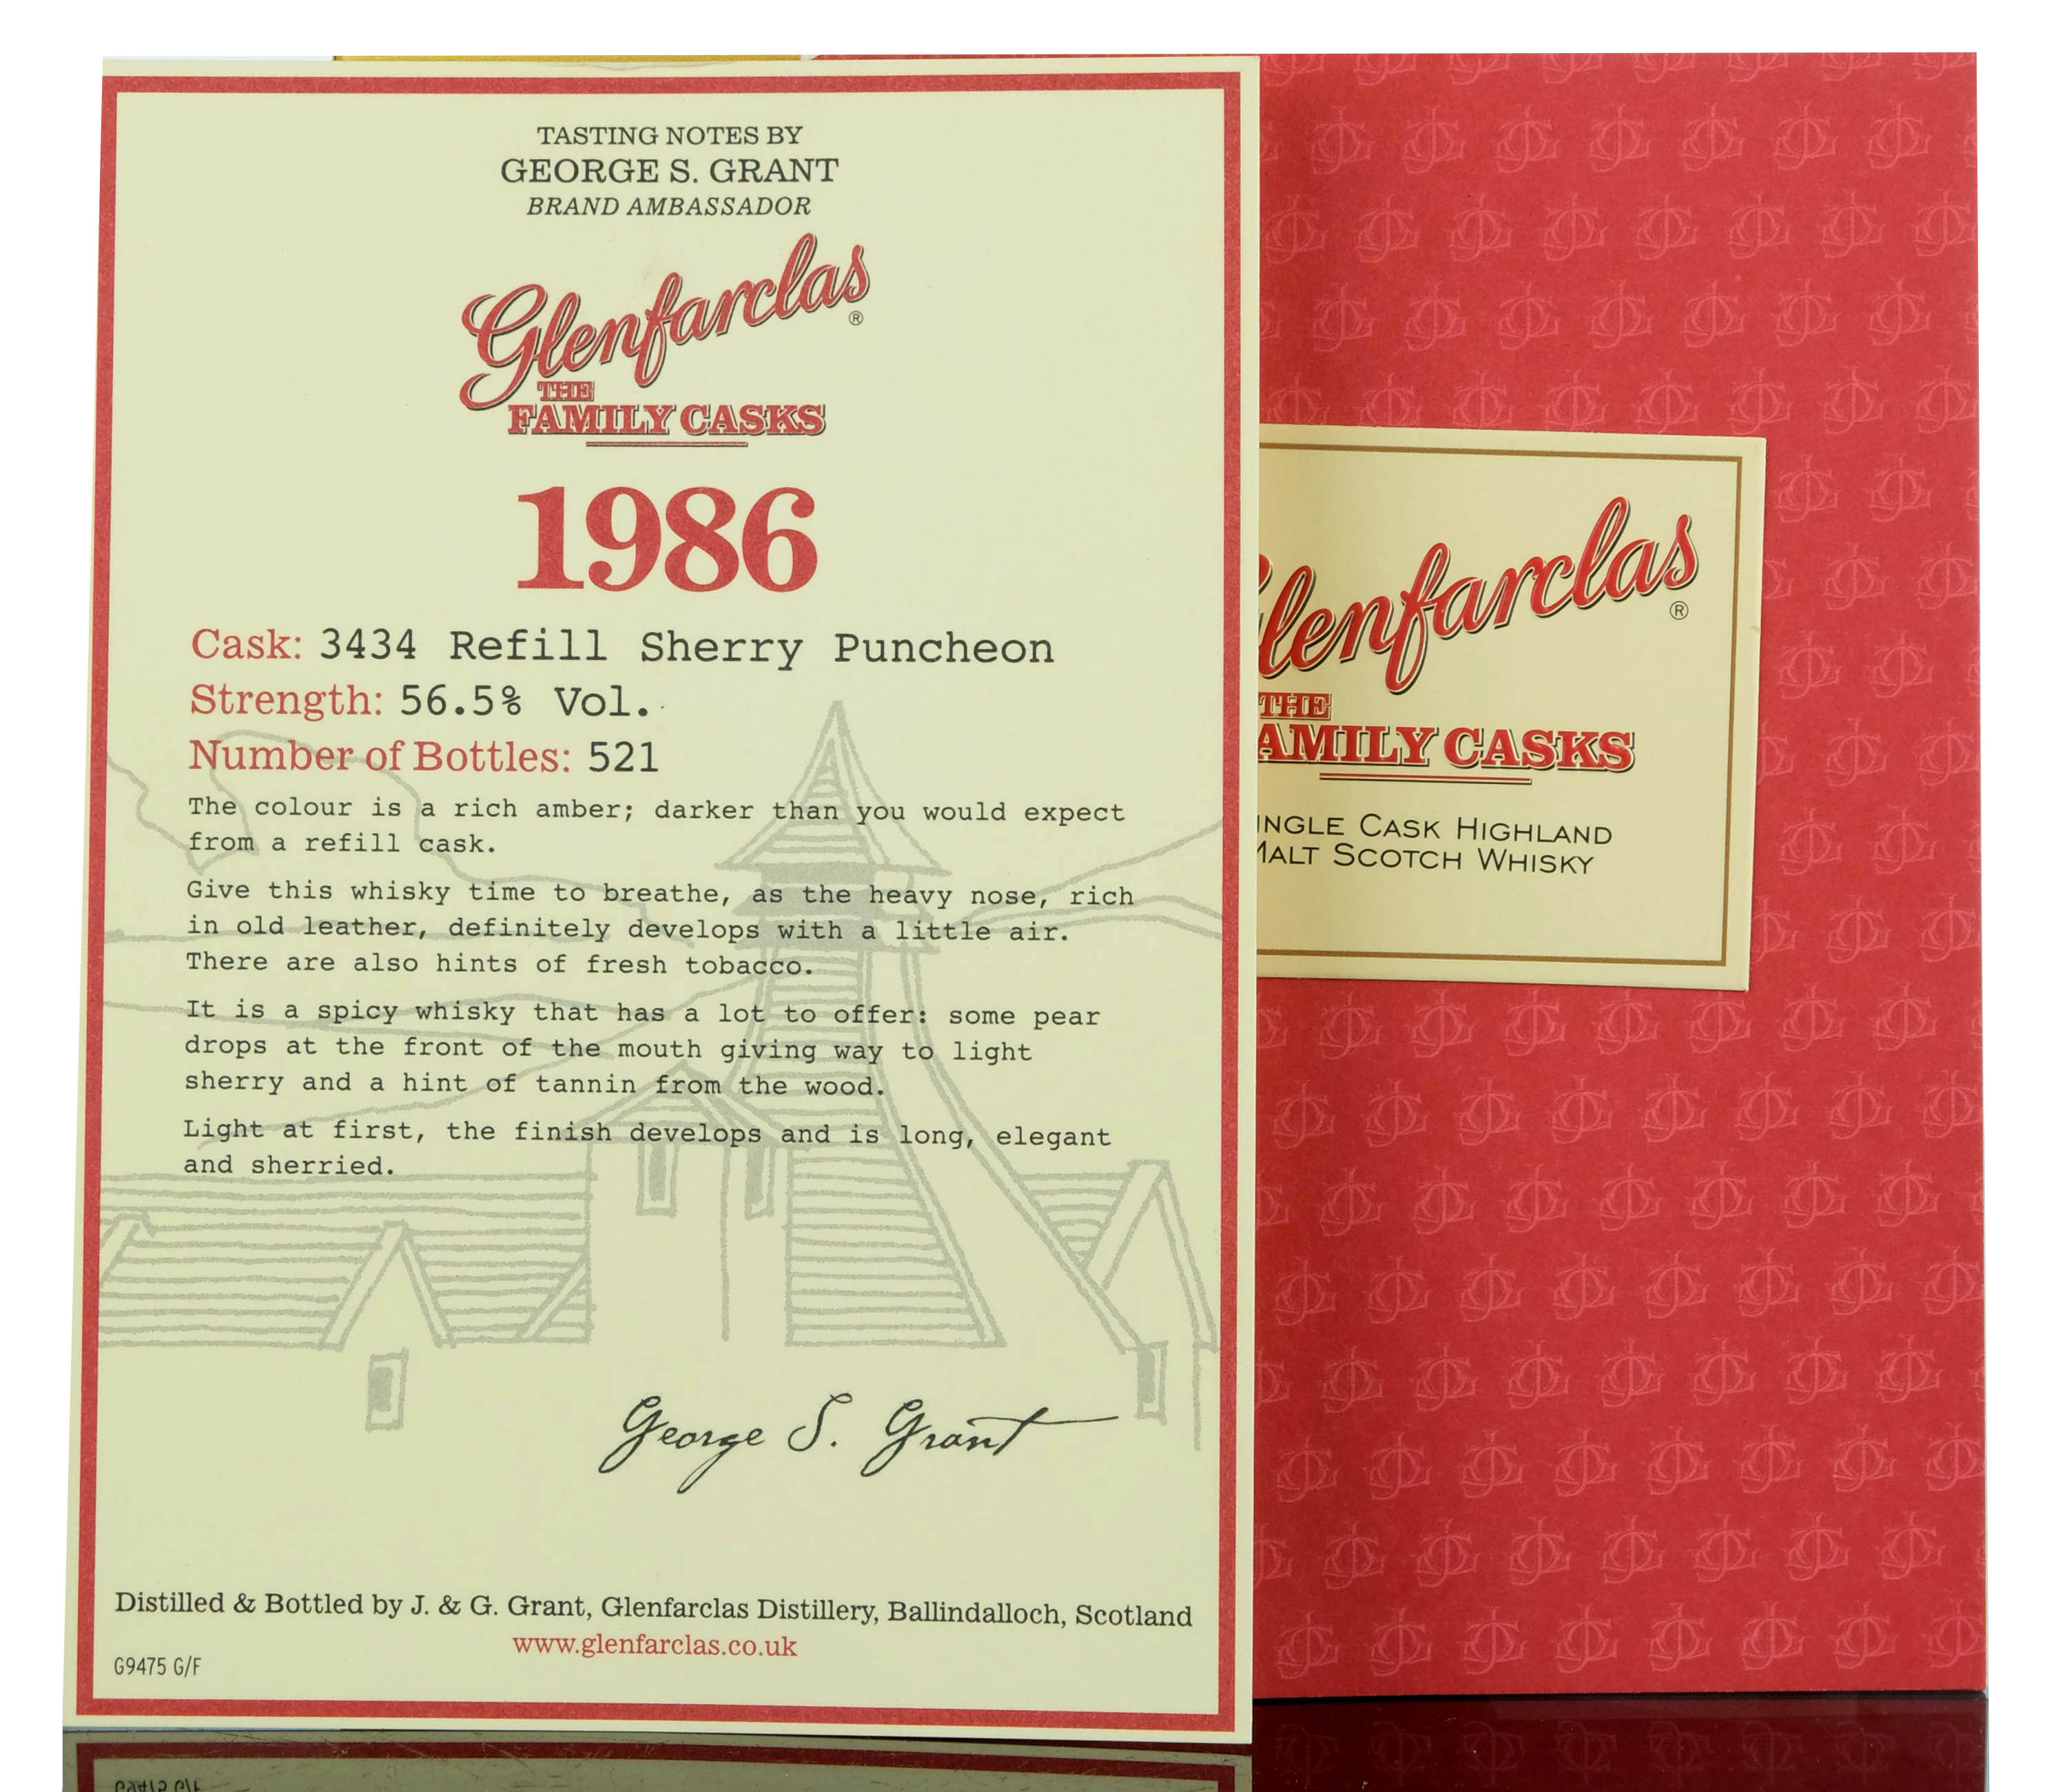 TASTING NOTES BY
GEORGE S. GRANT
BRAND AMBASSADOR
Glenfarclas®
THE
FAMILY CASKS
1986
Cask: 3434 Refill Sherry Puncheon
Strength: 56.5% Vol.
Number of Bottles: 521
The colour is a rich amber; darker than you would expect
from a refill cask.
Give this whisky time to breathe, as the heavy nose, rich
in old leather, definitely develops with a little air.
There are also hints of fresh tobacco.
It is a spicy whisky that has a lot to offer: some pear
drops at the front of the mouth giving way to light
sherry and a hint of tannin from the wood.
Light at first, the finish develops and is long, elegant
and sherried.
George S. Grant
Distilled & Bottled by J. & G. Grant, Glenfarclas Distillery, Ballindalloch, Scotland
www.glenfarclas.co.uk
G9475 G/F
lenfarclas®
THE
AMILY CASKS
INGLE CASK HIGHLAND
MALT SCOTCH WHISKY